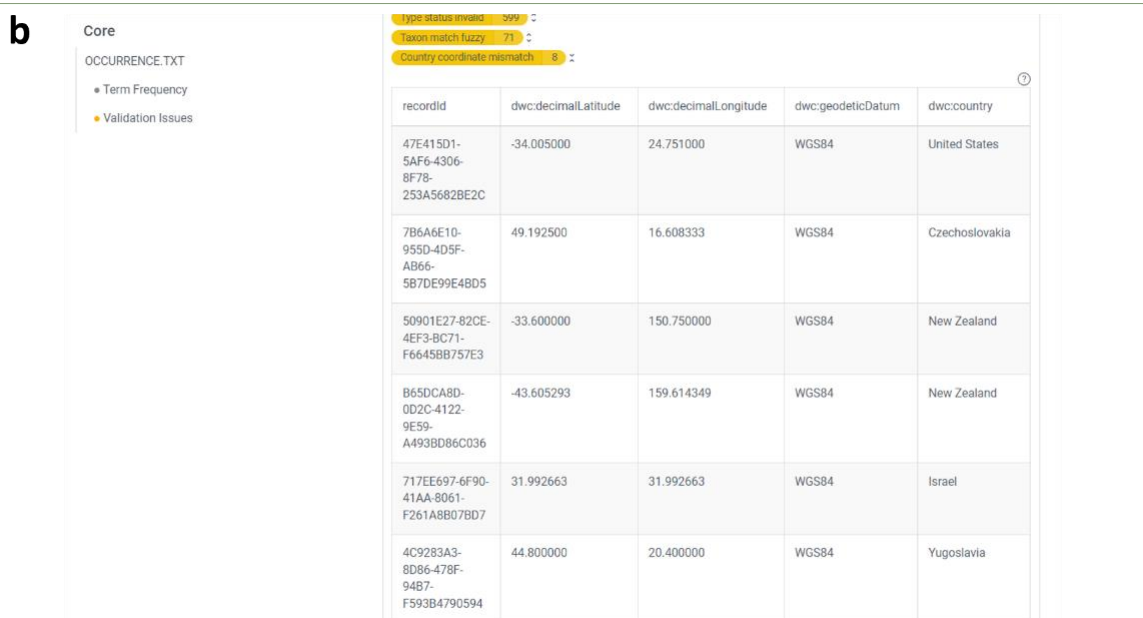 b
Core
OCCURRENCE.TXT
Term Frequency
Validation Issues
Type status invalid 599
Taxon match fuzzy 71
Country coordinate mismatch 8
?
recordId dwc:decimalLatitude dwc:decimalLongitude dwc:geodeticDatum dwc:country
47E415D1-
5AF6-4306-
8F78-
253A5682BE2C
-34.005000 24.751000 WGS84 United States
7B6A6E10-
955D-4D5F-
AB66-
5B7DE99E4BD5
49.192500 16.608333 WGS84 Czechoslovakia
50901E27-82CE-
4EF3-BC71-
F6645BB757E3
-33.600000 150.750000 WGS84 New Zealand
B65DCA8D-
0D2C-4122-
9E59-
A493BD86C036
-43.605293 159.614349 WGS84 New Zealand
717EE697-6F90-
41AA-8061-
F261A8B07BD7
31.992663 31.992663 WGS84 Israel
4C9283A3-
8D86-478F-
94B7-
F593B4790594
44.800000 20.400000 WGS84 Yugoslavia